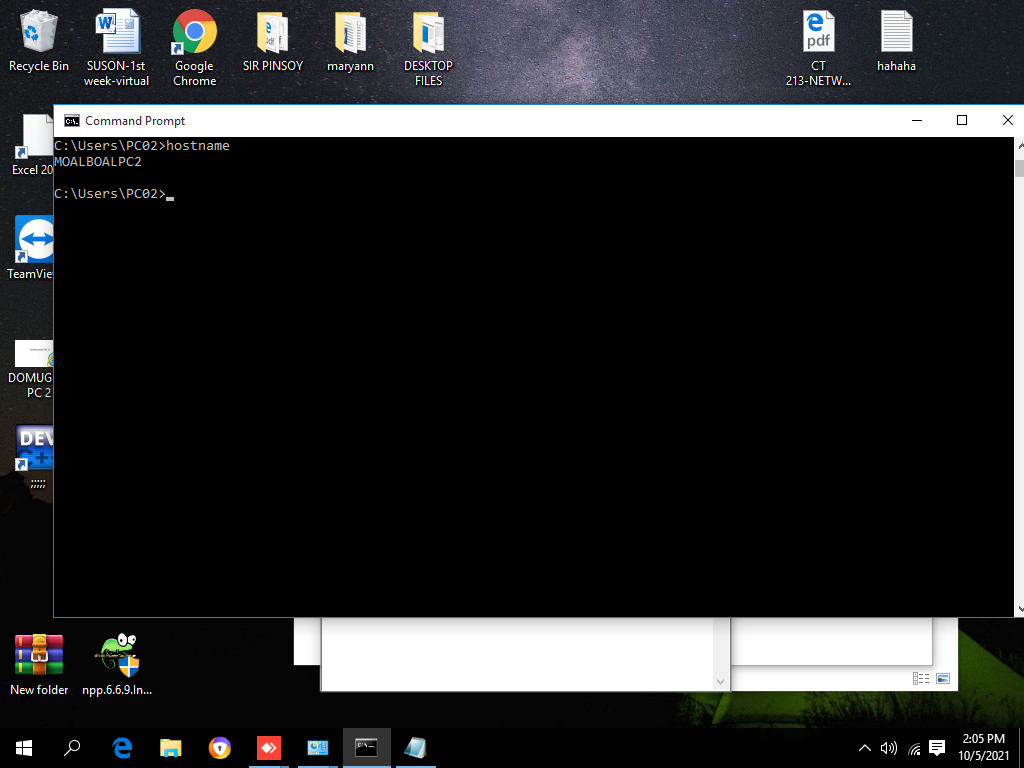 Recycle Bin
SUSON-1st
week-virtual
Google
Chrome
SIR PINSOY
maryann
DESKTOP
FILES
CT
213-NETW...
hahaha
pdf
Command Prompt
C:\Users\PC02>hostname
MOALBOALPC2
C:\Users\PC02>
Excel 20
TeamVie
DOMUG
PC 2
DEV
C++
;;;;;
New folder
npp.6.6.9.In...
2:05 PM
10/5/2021